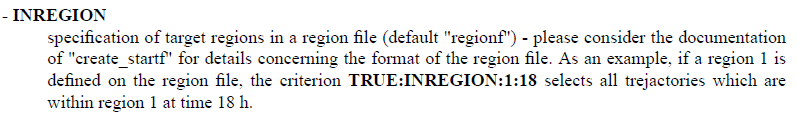 - INREGION
specification of target regions in a region file (default "regionf") - please consider the documentation
of "create_startf" for details concerning the format of the region file. As an example, if a region 1 is
defined on the region file, the criterion TRUE:INREGION:1:18 selects all trajectories which are
within region 1 at time 18 h.